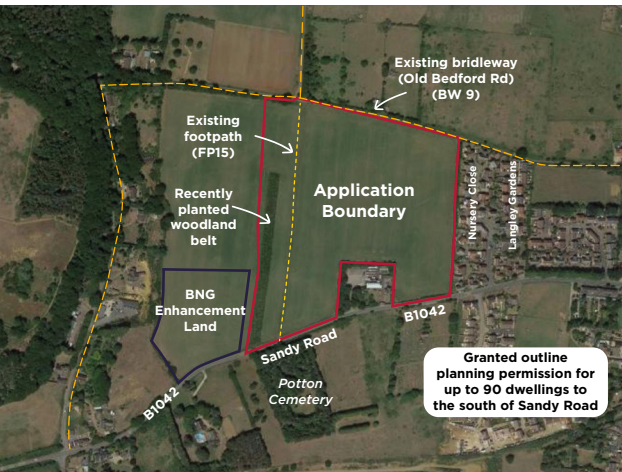 Existing bridleway
(Old Bedford Rd)
(BW 9)
Existing
footpath
(FP15)
Recently
planted
woodland
belt
Application
Boundary
Nursery Close
Langley Gardens
BNG
Enhancement
Land
B1042
Sandy Road
B1042
Potton
Cemetery
Granted outline
planning permission for
up to 90 dwellings to
the south of Sandy Road